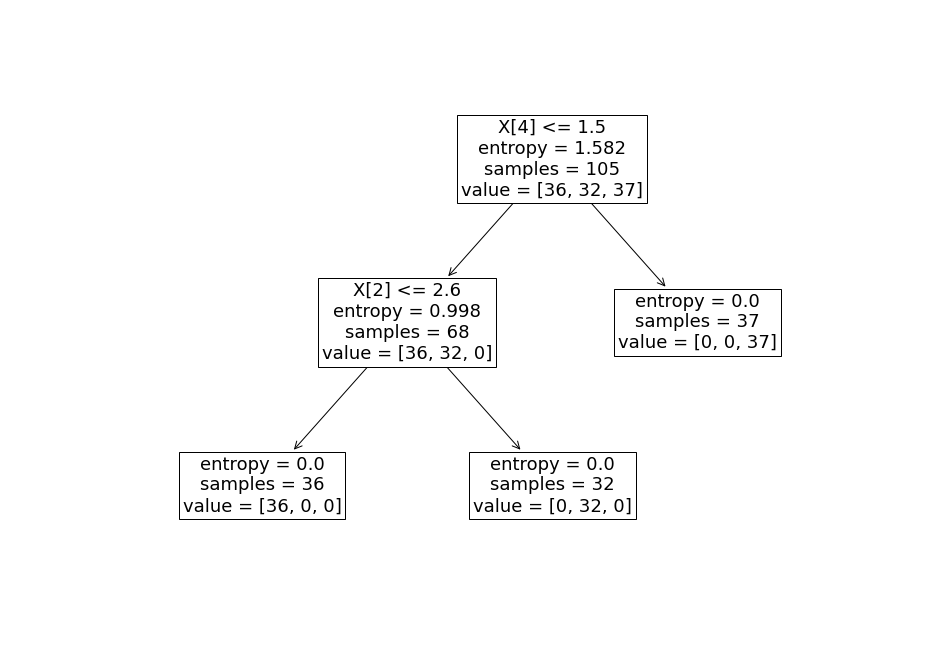 X[4] <= 1.5
entropy = 1.582
samples = 105
value = [36, 32, 37]
X[2] <= 2.6
entropy = 0.998
samples = 68
value = [36, 32, 0]
entropy = 0.0
samples = 37
value = [0, 0, 37]
entropy = 0.0
samples = 36
value = [36, 0, 0]
entropy = 0.0
samples = 32
value = [0, 32, 0]